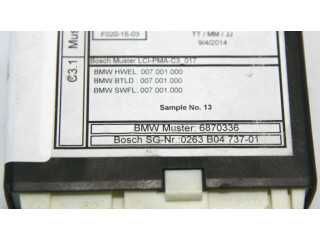 F020-15-03
TT / MM / JJ
9/4/2014
C3.1
Mus
Bosch Muster LCI-PMA-C3_017
BMW HWEL: 007.001.000
BMW BTLD : 007.001.000
BMW SWFL: 007.001.000
Sample No. 13
BMW Muster: 6870336
Bosch SG-Nr.:0263 B04 737-01